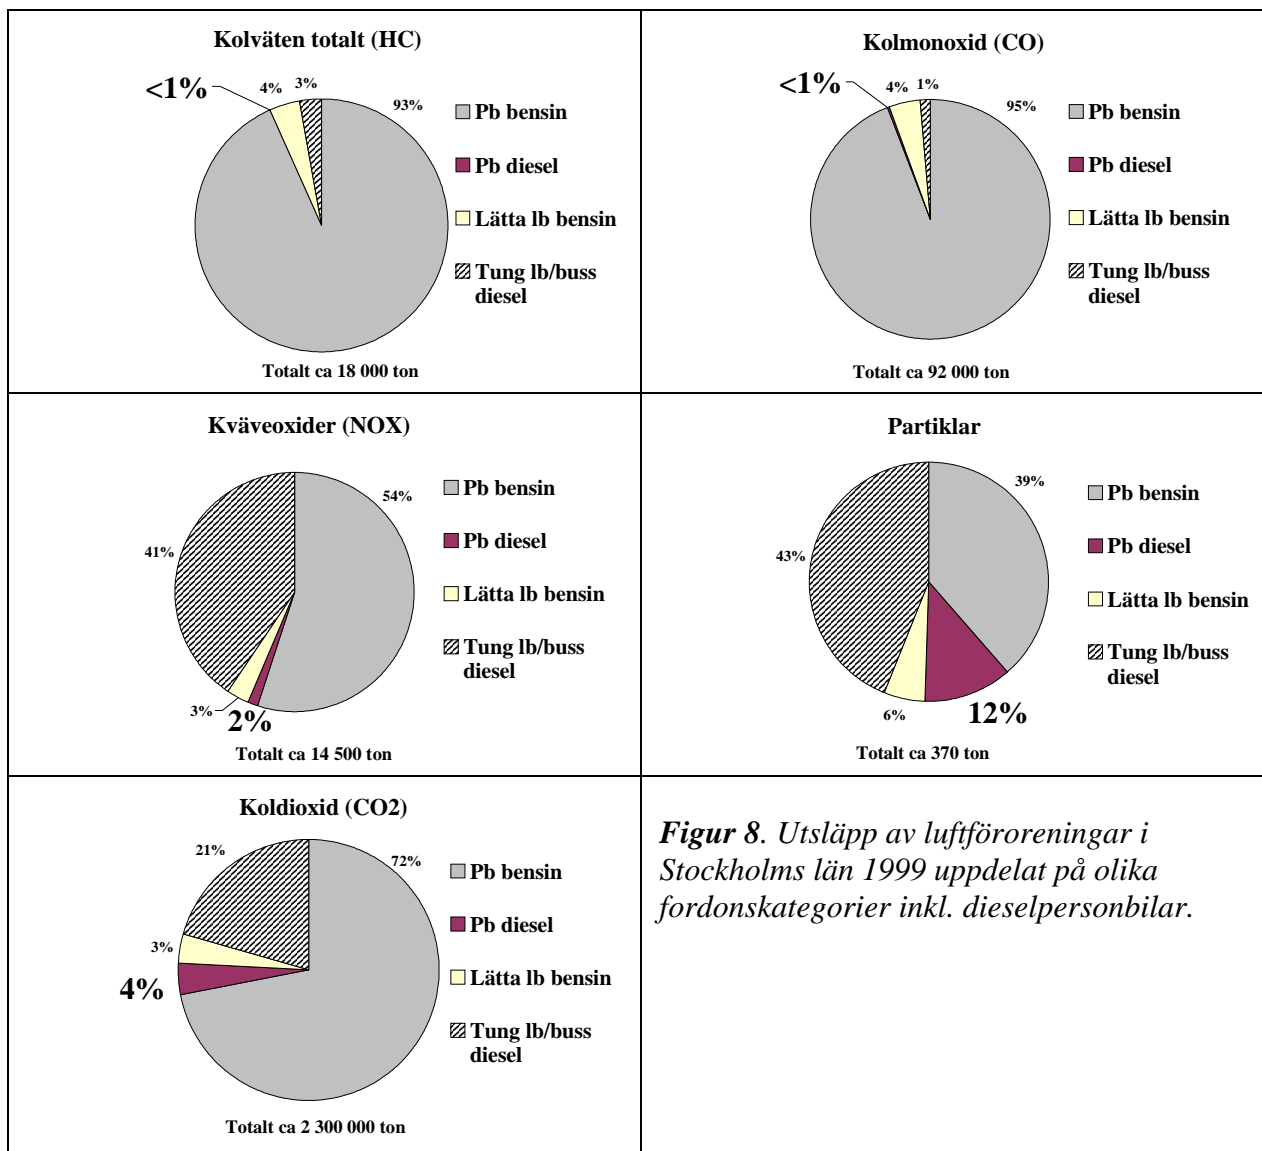 Kolväten totalt (HC)
<1%
4%
3%
93%
Pb bensin
Pb diesel
Lätta lb bensin
Tung lb/buss
diesel
Totalt ca 18 000 ton
Kolmonoxid (CO)
<1%
4%
1%
95%
Pb bensin
Pb diesel
Lätta lb bensin
Tung lb/buss
diesel
Totalt ca 92 000 ton
Kväveoxider (NOX)
54%
41%
3%
2%
Pb bensin
Pb diesel
Lätta lb bensin
Tung lb/buss
diesel
Totalt ca 14 500 ton
Partiklar
39%
43%
6%
12%
Pb bensin
Pb diesel
Lätta lb bensin
Tung lb/buss
diesel
Totalt ca 370 ton
Koldioxid (CO2)
21%
72%
3%
4%
Pb bensin
Pb diesel
Lätta lb bensin
Tung lb/buss
diesel
Totalt ca 2 300 000 ton
Figur 8. Utsläpp av luftföroreningar i
Stockholms län 1999 uppdelat på olika
fordonskategorier inkl. dieselpersonbilar.